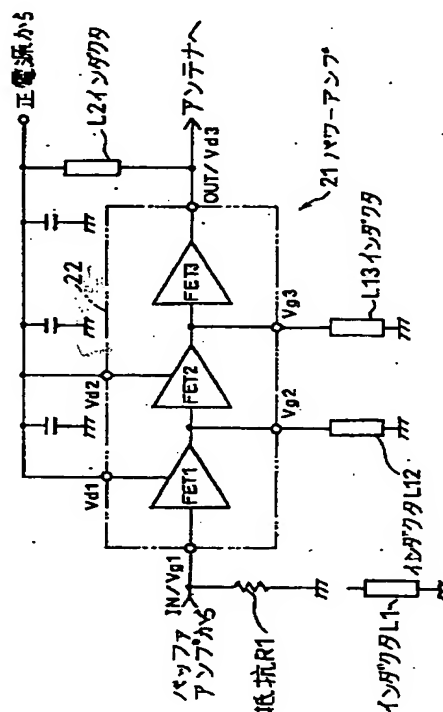 正電源から
L2インダクタ
アンテナへ
OUT/Vd3
21 パワーアンプ
22
FET3
L13インダクタ
Vg3
Vd2
FET2
Vg2
インダクタL12
Vd1
FET1
IN/Vg1
バッファ
アンプから
抵抗R1
インダクタL1